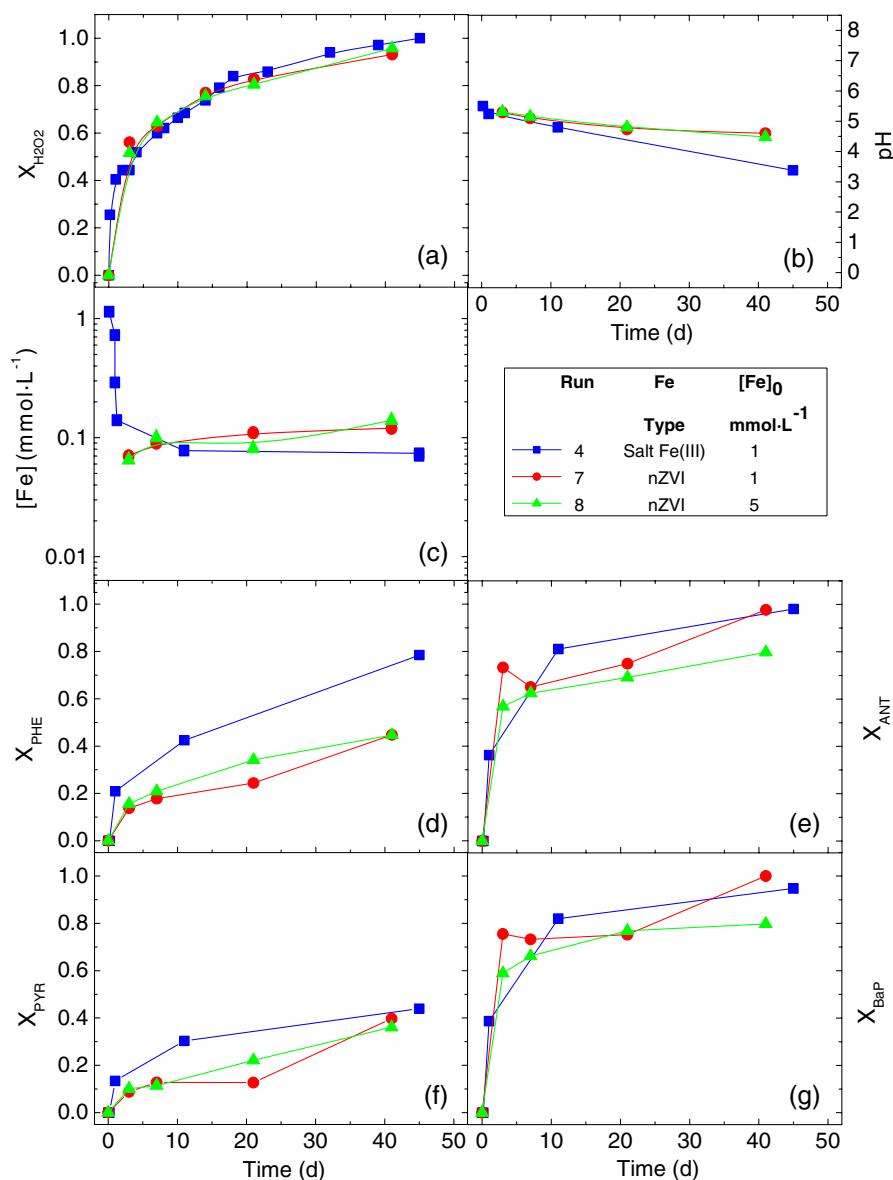 1.0
0.8
0.6
0.4
0.2
0.0
X_H2O2
(a)
8
7
6
5
4
3
2
1
0
pH
(b)
0 10 20 30 40 50
Time (d)
1
0.1
0.01
[Fe] (mmol·L⁻¹)
(c)
Run Fe [Fe]₀
Type mmol·L⁻¹
4 Salt Fe(III) 1
7 nZVI 1
8 nZVI 5
1.0
0.8
0.6
0.4
0.2
0.0
X_PHE
(d)
X_ANT
(e)
1.0
0.8
0.6
0.4
0.2
0.0
X_PYR
(f)
0 10 20 30 40 50
Time (d)
X_BaP
(g)
0 10 20 30 40 50
Time (d)